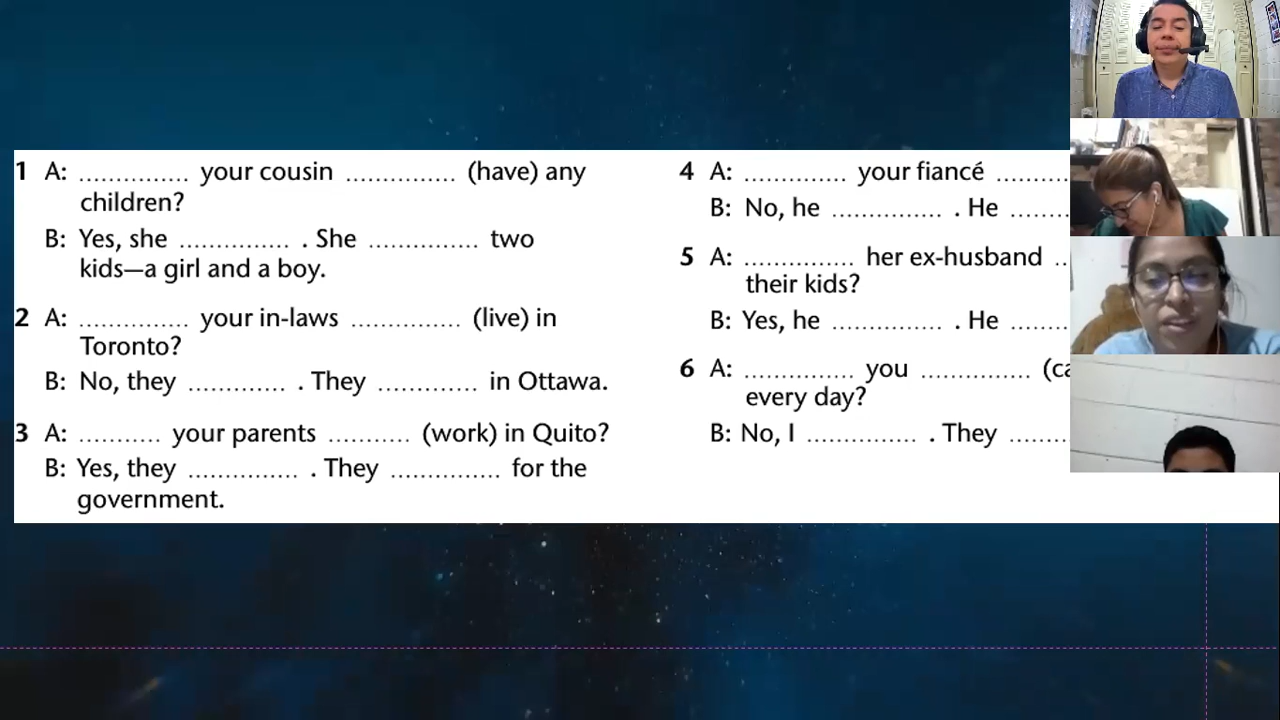 1 A: ............... your cousin ............... (have) any
children?
B: Yes, she ............... . She ............... two
kids—a girl and a boy.
2 A: ............... your in-laws ............... (live) in
Toronto?
B: No, they ............. . They ............. in Ottawa.
3 A: ........... your parents ........... (work) in Quito?
B: Yes, they ............... . They ............... for the
government.
4 A: .............. your fiancé ..........
B: No, he ............... . He ........
5 A: ............... her ex-husband ..
their kids?
B: Yes, he ............... . He ........
6 A: ............... you ............... (ca
every day?
B: No, I ............... . They ........